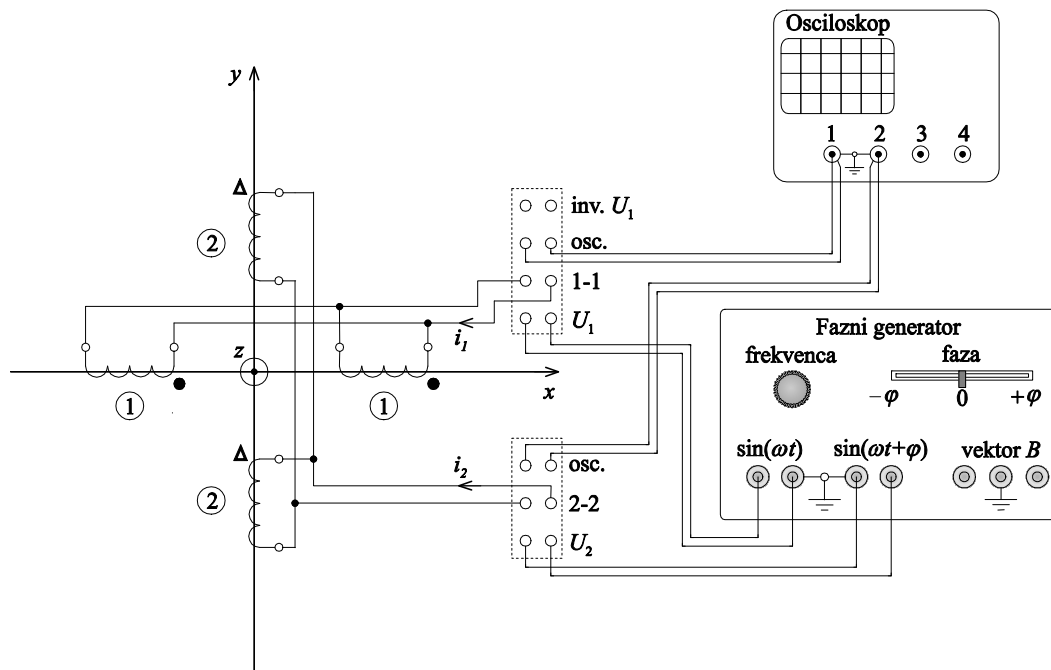 Osciloskop
1 2 3 4
y
Δ
2
inv. U₁
osc.
1-1
U₁
i₁
z
x
1
1
Fazni generator
frekvenca
faza
−φ 0 +φ
sin(ωt) sin(ωt+φ) vektor B
Δ
2
i₂
osc.
2-2
U₂